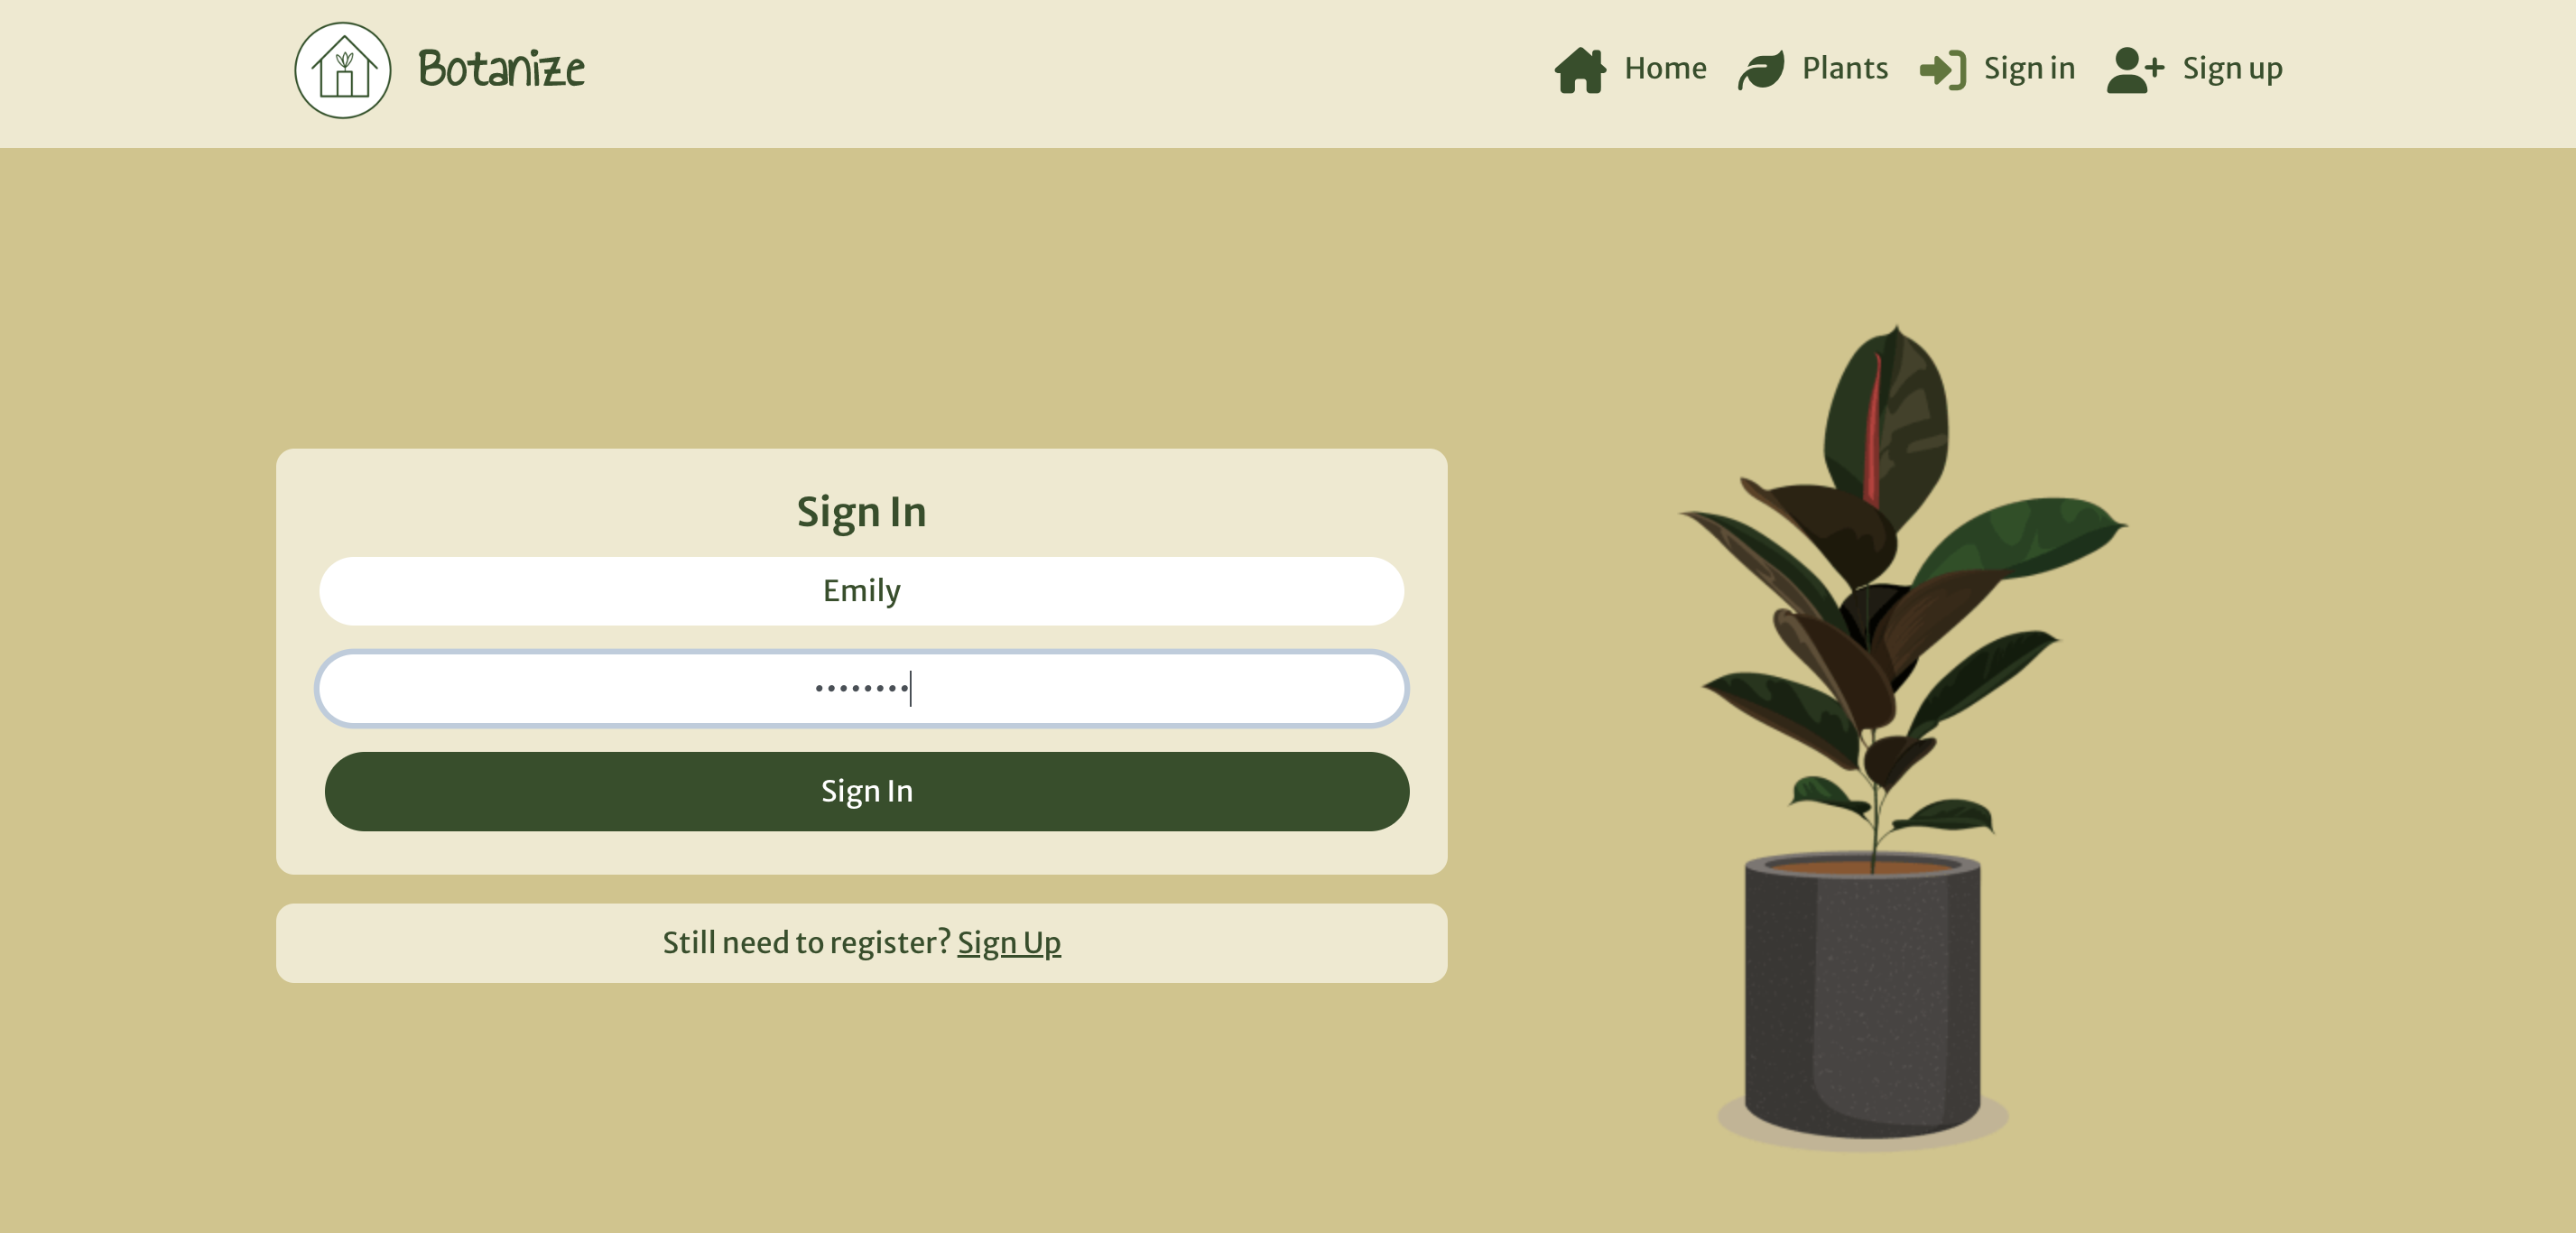 Botanize
Home Plants Sign in Sign up
Sign In
Emily
••••••••
Sign In
Still need to register? Sign Up